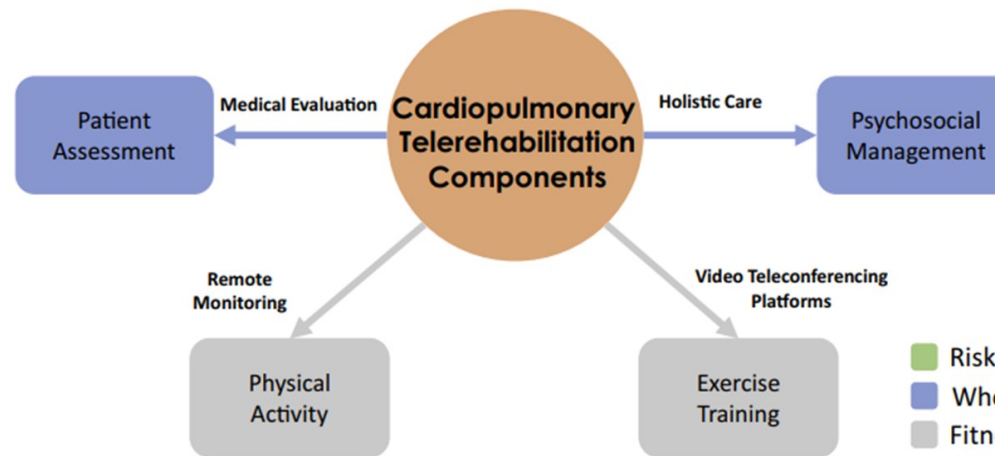 Cardiopulmonary
Telerehabilitation
Components
Medical Evaluation
Patient
Assessment
Holistic Care
Psychosocial
Management
Remote
Monitoring
Physical
Activity
Video Teleconferencing
Platforms
Exercise
Training
Risk